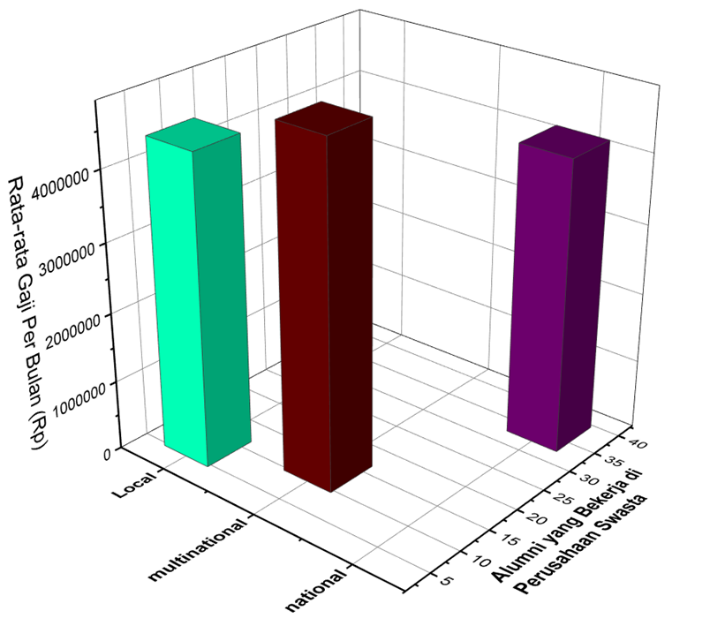 Rata-rata Gaji Per Bulan (Rp)
4000000
3000000
2000000
1000000
0
Local
multinational
national
5
10
15
20
25
30
35
40
Alumni yang Bekerja di
Perusahaan Swasta